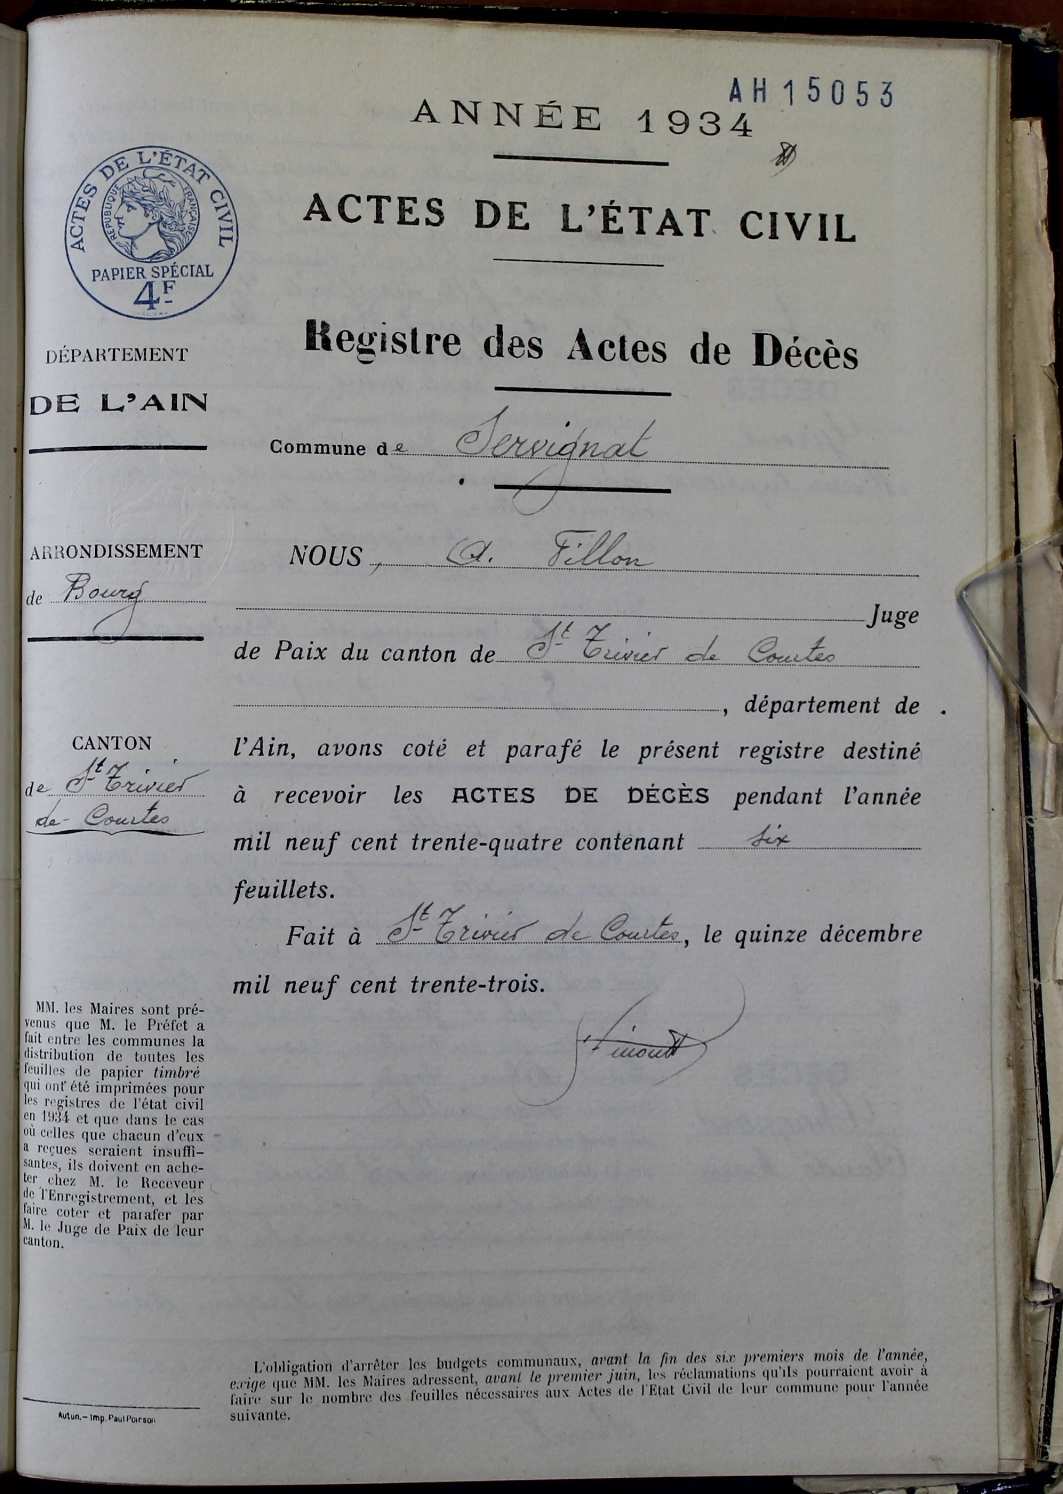 AH 15053
ANNÉE 1934
ACTES DE L'ÉTAT CIVIL
RÉPUBLIQUE FRANÇAISE
PAPIER SPÉCIAL
4F
ACTES DE L'ÉTAT CIVIL
Registre des Actes de Décès
Commune de Servignat
DÉPARTEMENT
DE L'AIN
ARRONDISSEMENT
de Bourg
CANTON
de St Trivier
de Courtes
NOUS, A. Fillon
Juge
de Paix du canton de St Trivier de Courtes
, département de
l'Ain, avons coté et parafé le présent registre destiné
à recevoir les ACTES DE DÉCÈS pendant l'année
mil neuf cent trente-quatre contenant six
feuillets.
Fait à St Trivier de Courtes, le quinze décembre
mil neuf cent trente-trois.
MM. les Maires sont pré-
venus que M. le Préfet a
fait entre les communes la
distribution de toutes les
feuilles de papier timbré
qui ont été imprimées pour
les registres de l'état civil
en 1934 et que dans le cas
où celles que chacun d'eux
a reçues seraient insuffi-
santes, ils doivent en ache-
ter chez M. le Receveur
de l'Enregistrement, et les
faire coter et parafer par
M. le Juge de Paix de leur
canton.
L'obligation d'arrêter les budgets communaux, avant la fin des six premiers mois de l'année,
exige que MM. les Maires adressent, avant le premier juin, les réclamations qu'ils pourraient avoir à
faire sur le nombre des feuilles nécessaires aux Actes de l'État Civil de leur commune pour l'année
suivante.
Autun. – Imp. Paul Poirson